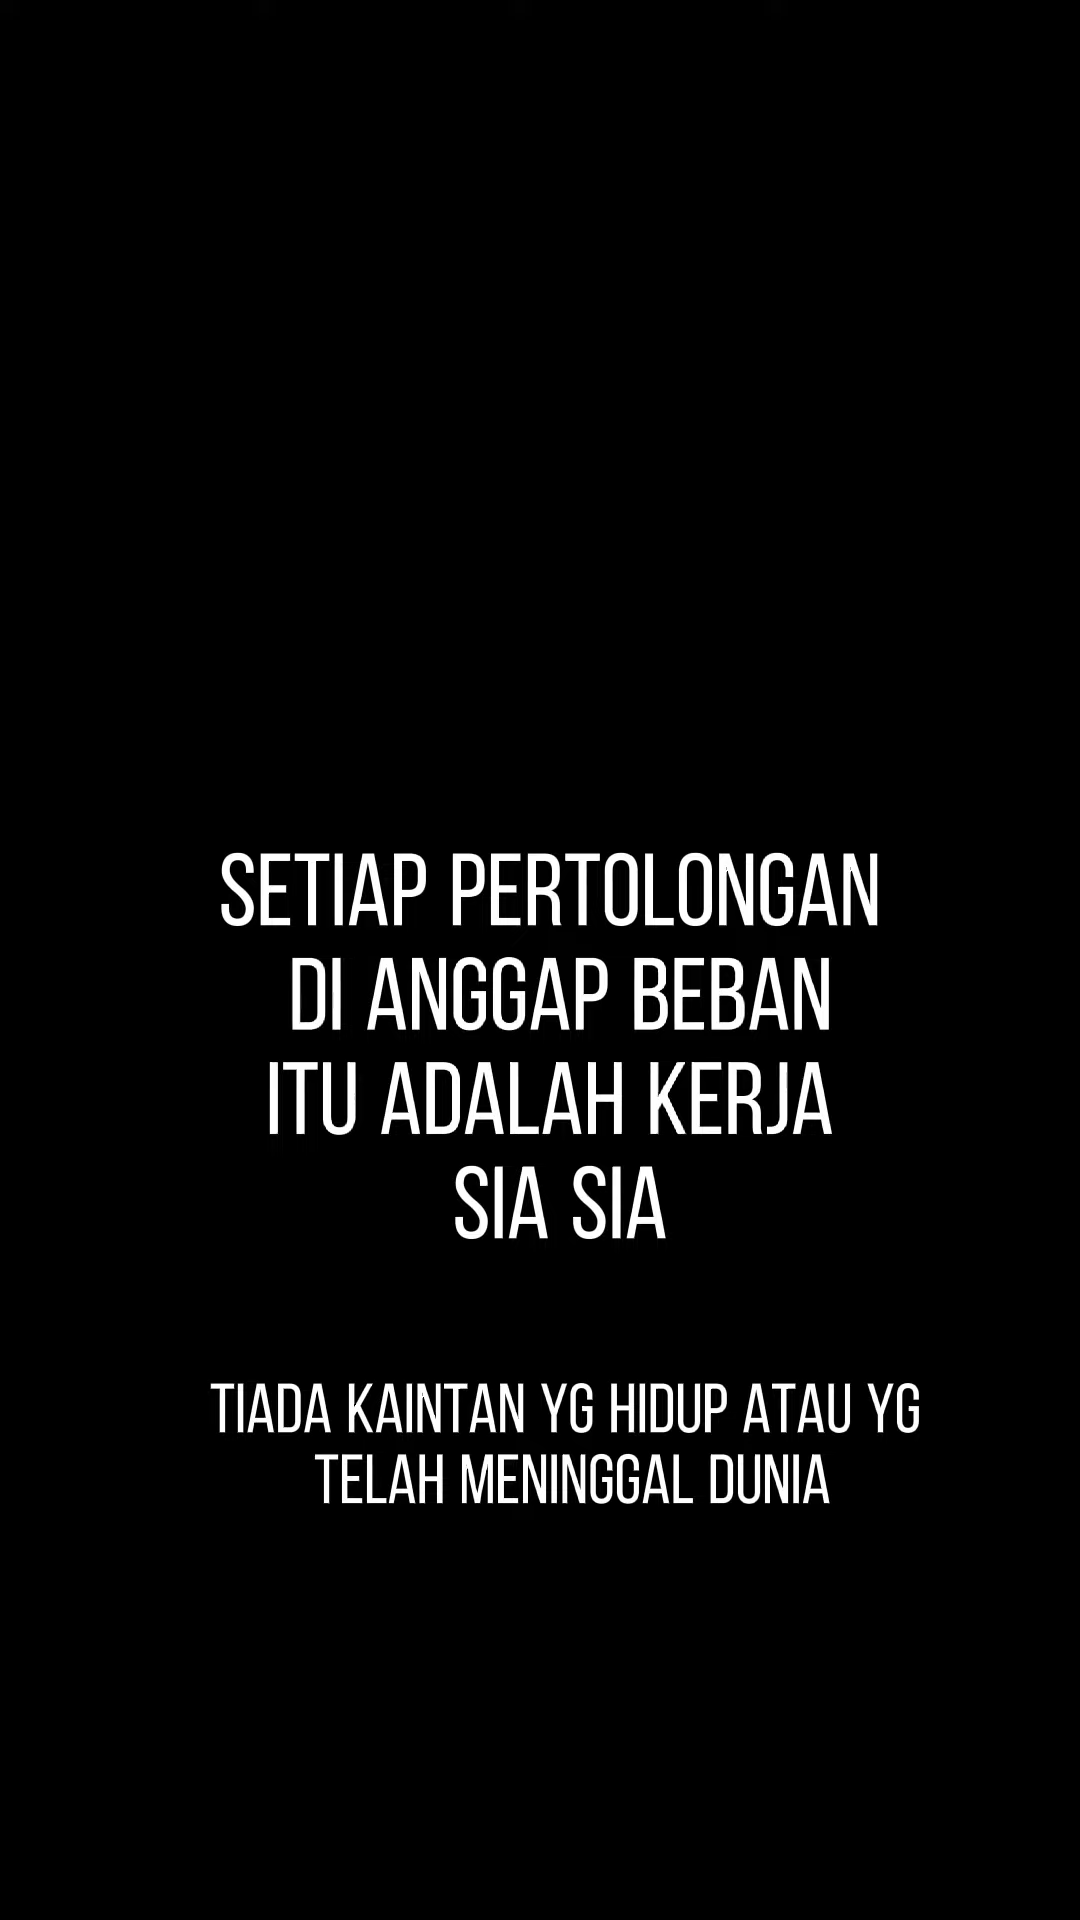 SETIAP PERTOLONGAN
DI ANGGAP BEBAN
ITU ADALAH KERJA
SIA SIA
TIADA KAINTAN YG HIDUP ATAU YG
TELAH MENINGGAL DUNIA